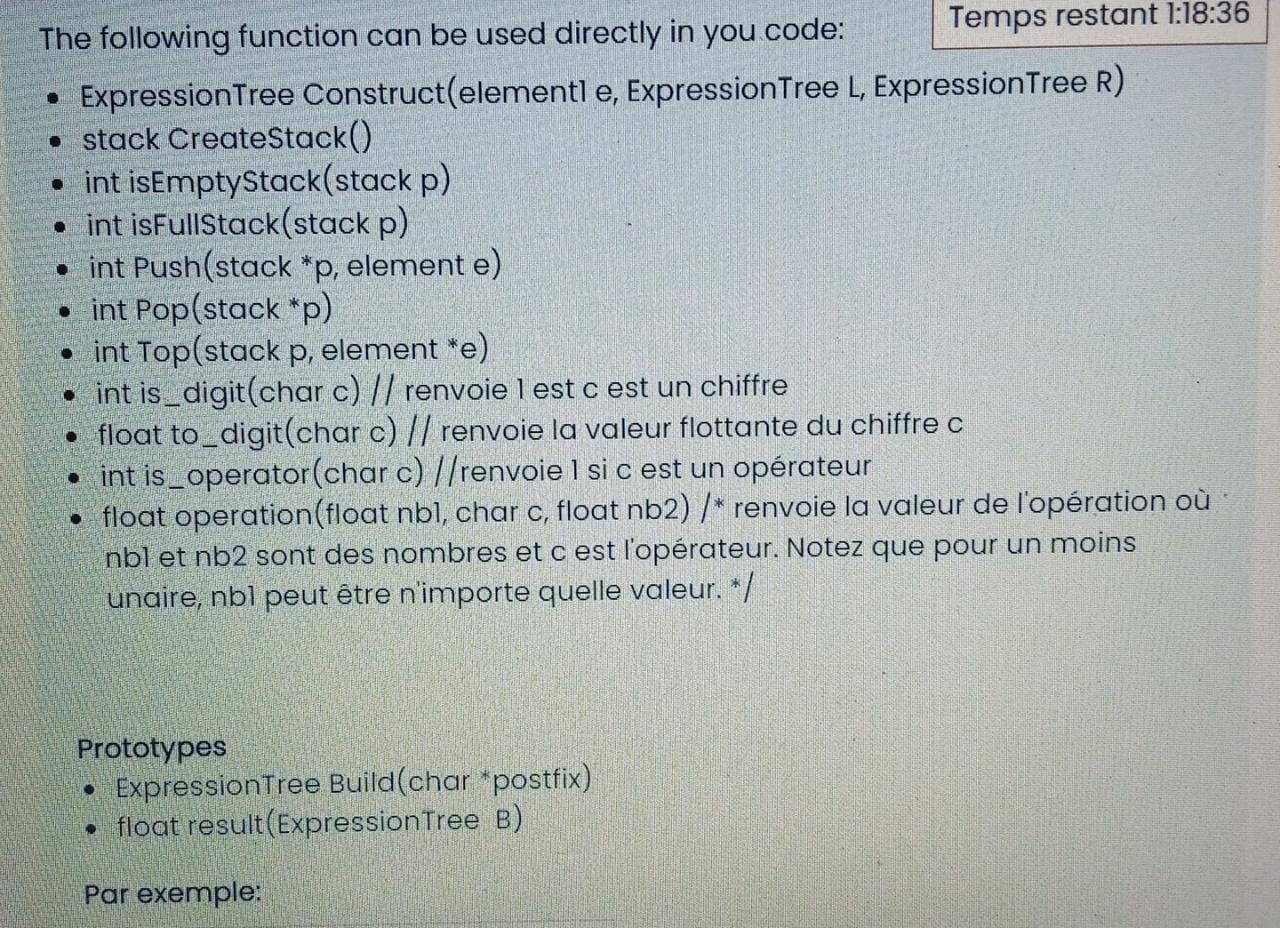 Temps restant 1:18:36
The following function can be used directly in you code:
• ExpressionTree Construct(element1 e, ExpressionTree L, ExpressionTree R)
• stack CreateStack()
• int isEmptyStack(stack p)
• int isFullStack(stack p)
• int Push(stack *p, element e)
• int Pop(stack *p)
• int Top(stack p, element *e)
• int is_digit(char c) // renvoie 1 est c est un chiffre
• float to_digit(char c) // renvoie la valeur flottante du chiffre c
• int is_operator(char c) //renvoie 1 si c est un opérateur
• float operation(float nb1, char c, float nb2) /* renvoie la valeur de l'opération où
nb1 et nb2 sont des nombres et c est l'opérateur. Notez que pour un moins
unaire, nb1 peut être n'importe quelle valeur. */
Prototypes
• ExpressionTree Build(char *postfix)
• float result(ExpressionTree B)
Par exemple: